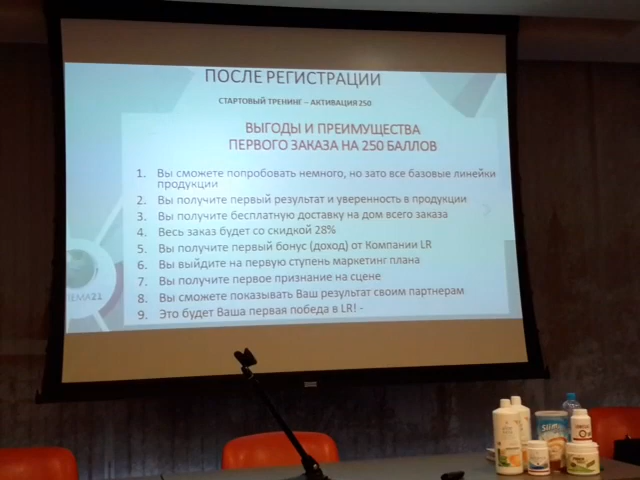 ПОСЛЕ РЕГИСТРАЦИИ
СТАРТОВЫЙ ТРЕНИНГ – АКТИВАЦИЯ 250
ВЫГОДЫ И ПРЕИМУЩЕСТВА
ПЕРВОГО ЗАКАЗА НА 250 БАЛЛОВ
1. Вы сможете попробовать немного, но зато все базовые линейки
продукции
2. Вы получите первый результат и уверенность в продукции
3. Вы получите бесплатную доставку на дом всего заказа
4. Весь заказ будет со скидкой 28%
5. Вы получите первый бонус (доход) от Компании LR
6. Вы выйдите на первую ступень маркетинг плана
7. Вы получите первое признание на сцене
8. Вы сможете показывать Ваш результат своим партнерам
9. Это будет Ваша первая победа в LR! -
ТЕМА21